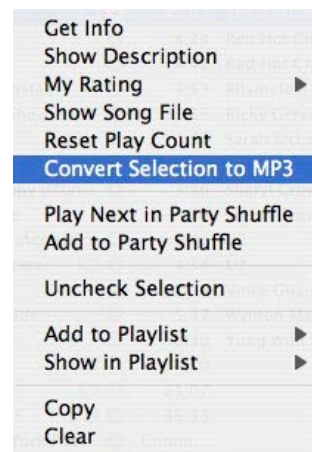 Get Info
Show Description
My Rating
Show Song File
Reset Play Count
Convert Selection to MP3
Play Next in Party Shuffle
Add to Party Shuffle
Uncheck Selection
Add to Playlist
Show in Playlist
Copy
Clear